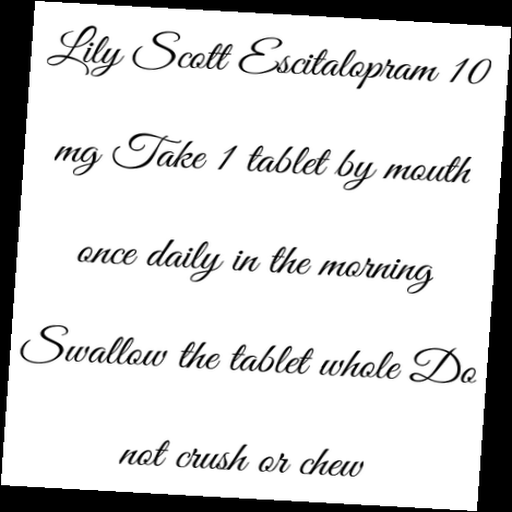 Lily Scott Escitalopram 10
mg Take 1 tablet by mouth
once daily in the morning
Swallow the tablet whole Do
not crush or chew